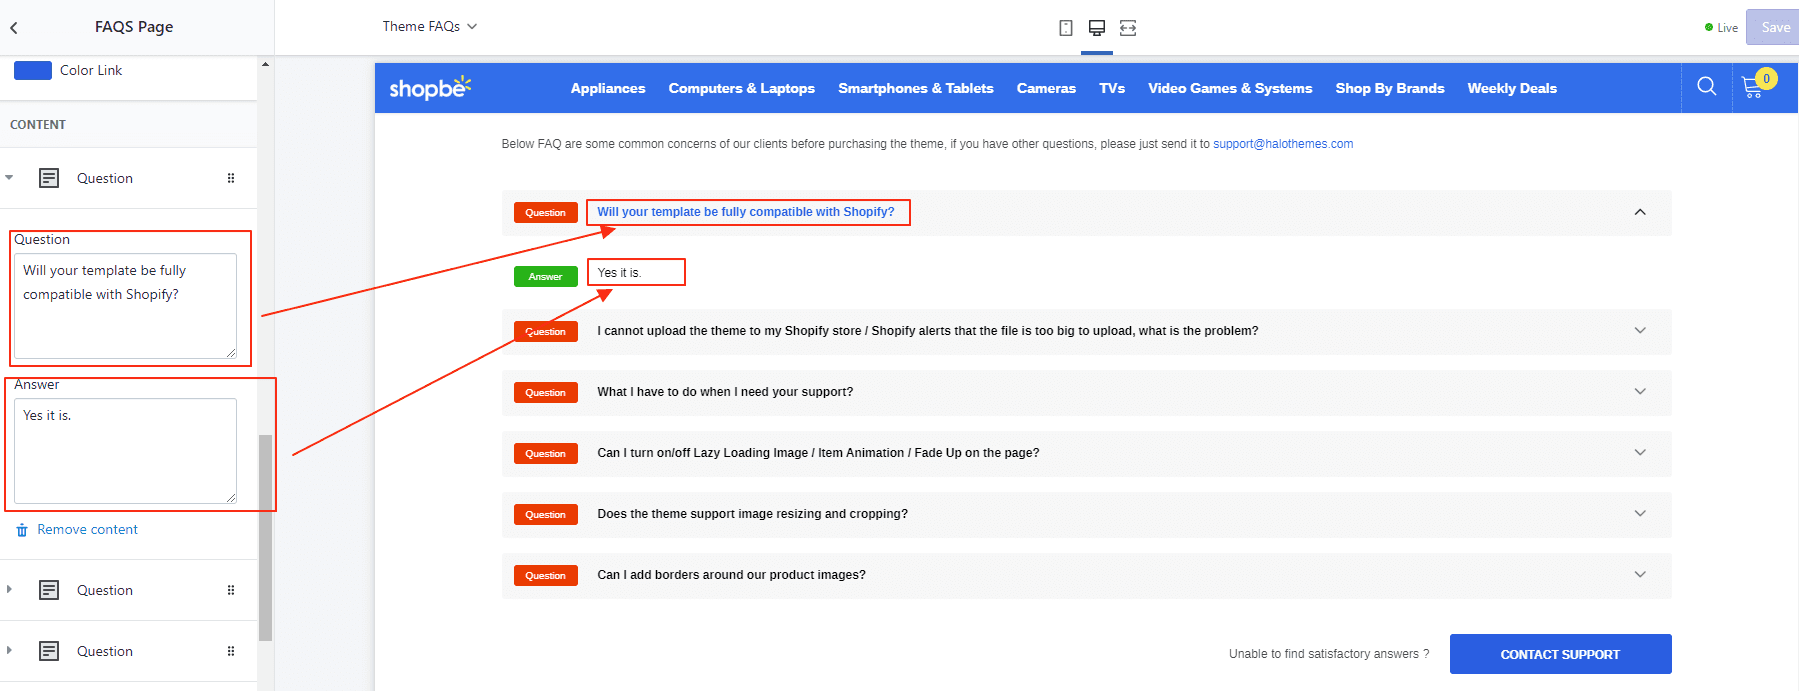 FAQS Page
Theme FAQs
Live
Save
Color Link
CONTENT
Question
Question
Will your template be fully
compatible with Shopify?
Answer
Yes it is.
Remove content
Question
Question
shopbe
Appliances
Computers & Laptops
Smartphones & Tablets
Cameras
TVs
Video Games & Systems
Shop By Brands
Weekly Deals
0
Below FAQ are some common concerns of our clients before purchasing the theme, if you have other questions, please just send it to support@halothemes.com
Question Will your template be fully compatible with Shopify?
Answer Yes it is.
Question I cannot upload the theme to my Shopify store / Shopify alerts that the file is too big to upload, what is the problem?
Question What I have to do when I need your support?
Question Can I turn on/off Lazy Loading Image / Item Animation / Fade Up on the page?
Question Does the theme support image resizing and cropping?
Question Can I add borders around our product images?
Unable to find satisfactory answers ?
CONTACT SUPPORT